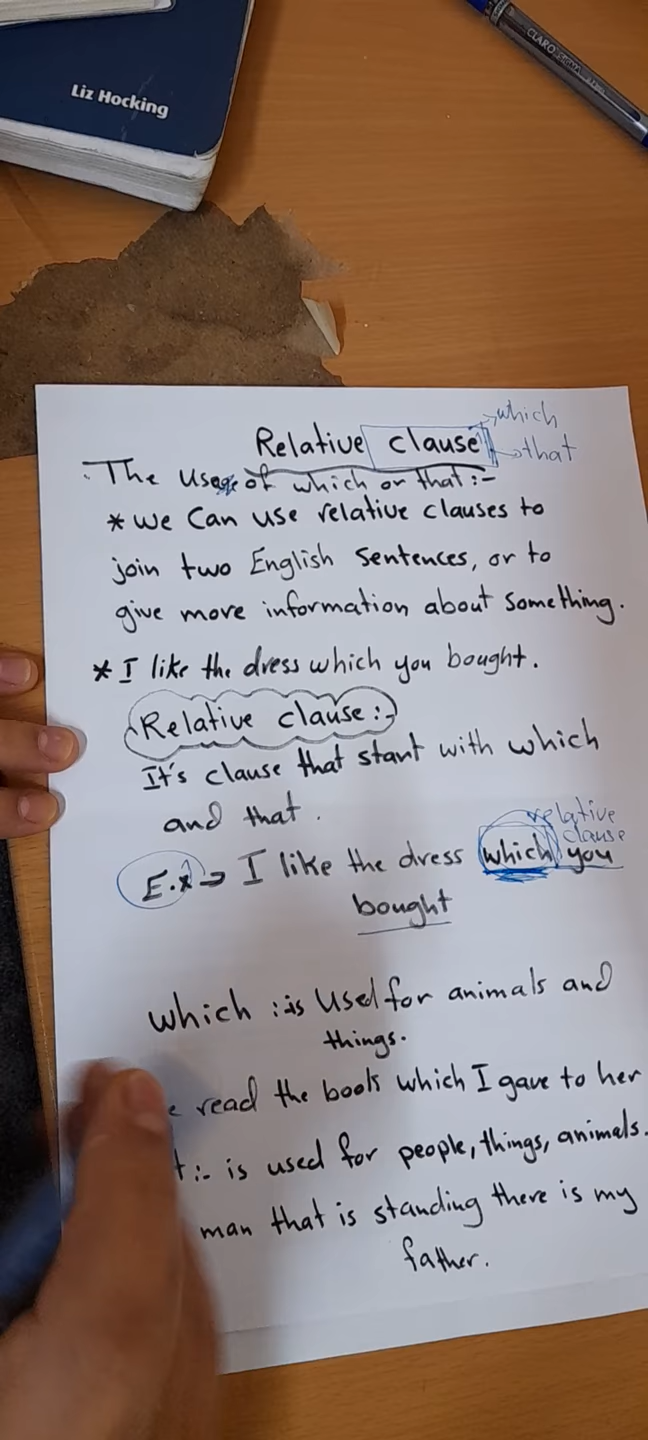 Liz Hocking
CLARO
Relative clause
which
that
The Usage of which or that :-
* we can use relative clauses to
join two English sentences, or to
give more information about something.
* I like the dress which you bought.
Relative clause :-
It's clause that start with which
and that.
relative
clause
E.x → I like the dress which you
bought
which : is Used for animals and
things.
read the book which I gave to her
:- is used for people, things, animals.
man that is standing there is my
father.